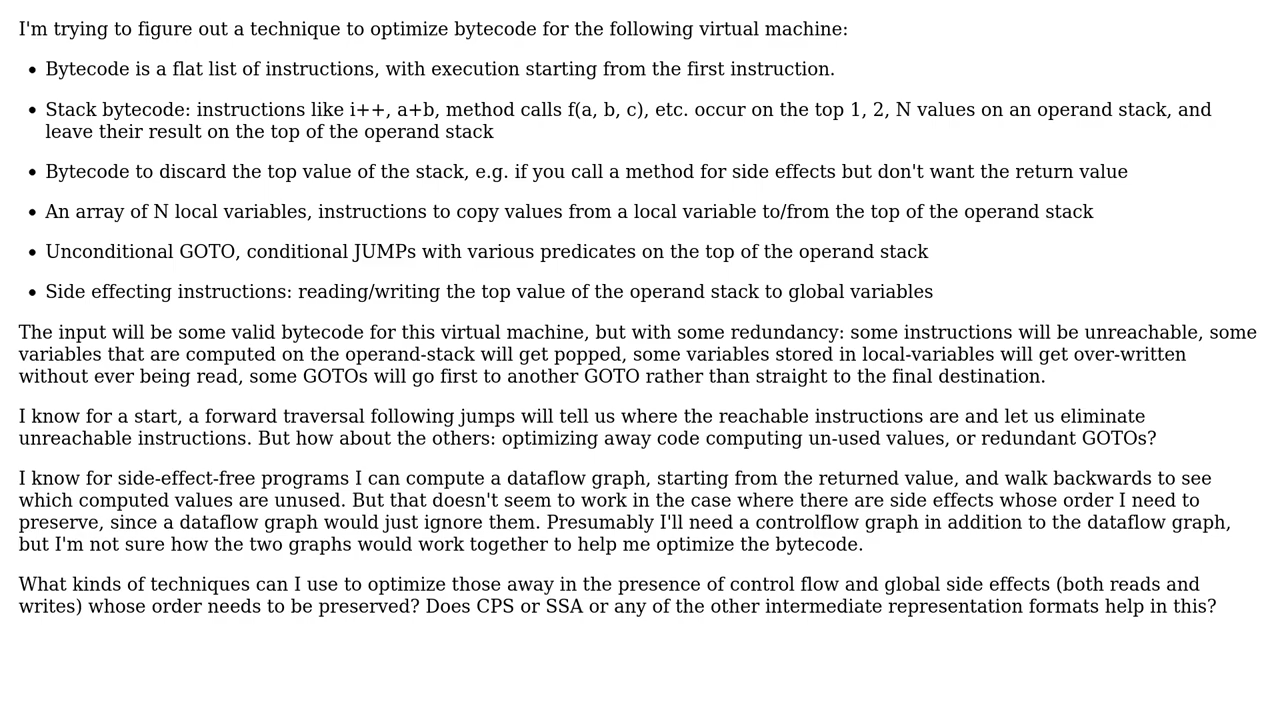 I'm trying to figure out a technique to optimize bytecode for the following virtual machine:
• Bytecode is a flat list of instructions, with execution starting from the first instruction.
• Stack bytecode: instructions like i++, a+b, method calls f(a, b, c), etc. occur on the top 1, 2, N values on an operand stack, and
leave their result on the top of the operand stack
• Bytecode to discard the top value of the stack, e.g. if you call a method for side effects but don't want the return value
• An array of N local variables, instructions to copy values from a local variable to/from the top of the operand stack
• Unconditional GOTO, conditional JUMPs with various predicates on the top of the operand stack
• Side effecting instructions: reading/writing the top value of the operand stack to global variables
The input will be some valid bytecode for this virtual machine, but with some redundancy: some instructions will be unreachable, some
variables that are computed on the operand-stack will get popped, some variables stored in local-variables will get over-written
without ever being read, some GOTOs will go first to another GOTO rather than straight to the final destination.
I know for a start, a forward traversal following jumps will tell us where the reachable instructions are and let us eliminate
unreachable instructions. But how about the others: optimizing away code computing un-used values, or redundant GOTOs?
I know for side-effect-free programs I can compute a dataflow graph, starting from the returned value, and walk backwards to see
which computed values are unused. But that doesn't seem to work in the case where there are side effects whose order I need to
preserve, since a dataflow graph would just ignore them. Presumably I'll need a controlflow graph in addition to the dataflow graph,
but I'm not sure how the two graphs would work together to help me optimize the bytecode.
What kinds of techniques can I use to optimize those away in the presence of control flow and global side effects (both reads and
writes) whose order needs to be preserved? Does CPS or SSA or any of the other intermediate representation formats help in this?